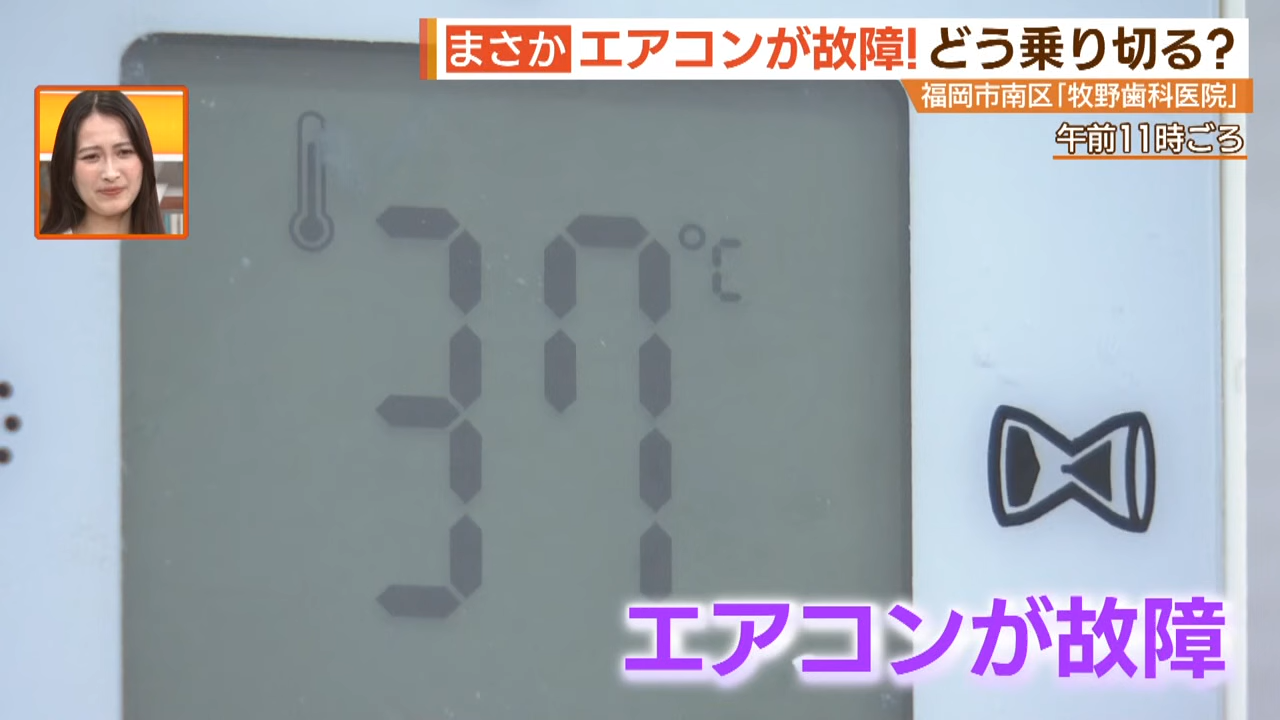 まさか エアコンが故障! どう乗り切る?
福岡市南区「牧野歯科医院」
午前11時ごろ
37℃
エアコンが故障